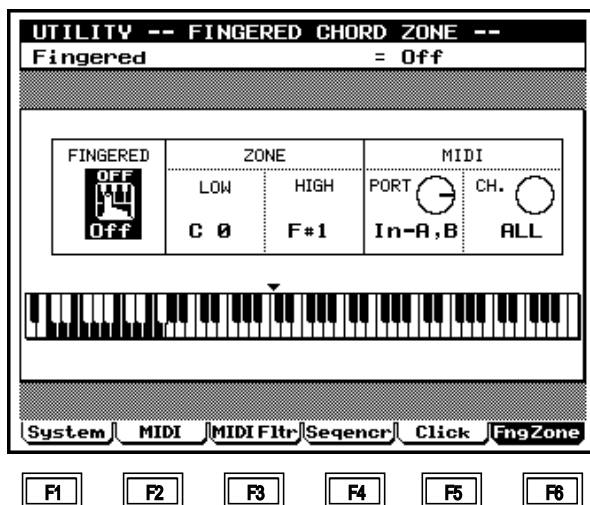 UTILITY -- FINGERED CHORD ZONE --
Fingered = Off
FINGERED ZONE MIDI
OFF LOW HIGH PORT CH.
Off C 0 F#1 In-A,B ALL
System MIDI MIDI Fltr Seqencr Click FngZone
F1 F2 F3 F4 F5 F6